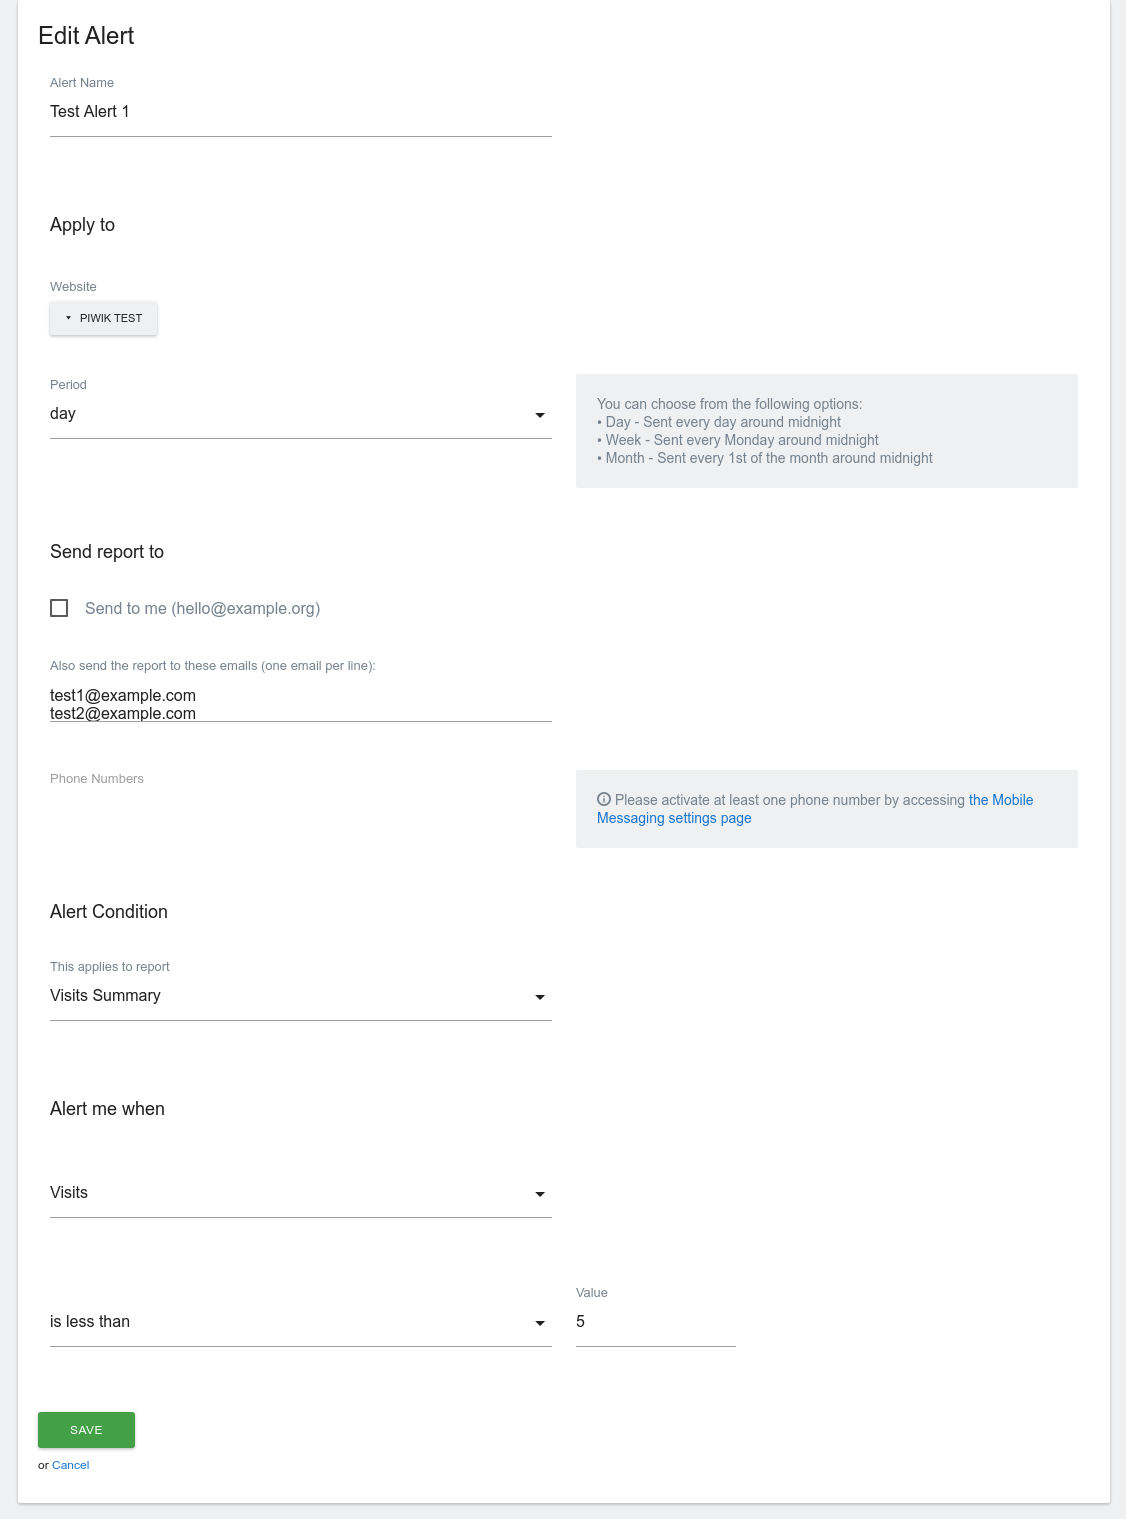 Edit Alert
Alert Name
Test Alert 1
Apply to
Website
PIWIK TEST
Period
day
You can choose from the following options:
• Day - Sent every day around midnight
• Week - Sent every Monday around midnight
• Month - Sent every 1st of the month around midnight
Send report to
Send to me (hello@example.org)
Also send the report to these emails (one email per line):
test1@example.com
test2@example.com
Phone Numbers
Please activate at least one phone number by accessing the Mobile
Messaging settings page
Alert Condition
This applies to report
Visits Summary
Alert me when
Visits
is less than
Value
5
SAVE
or Cancel